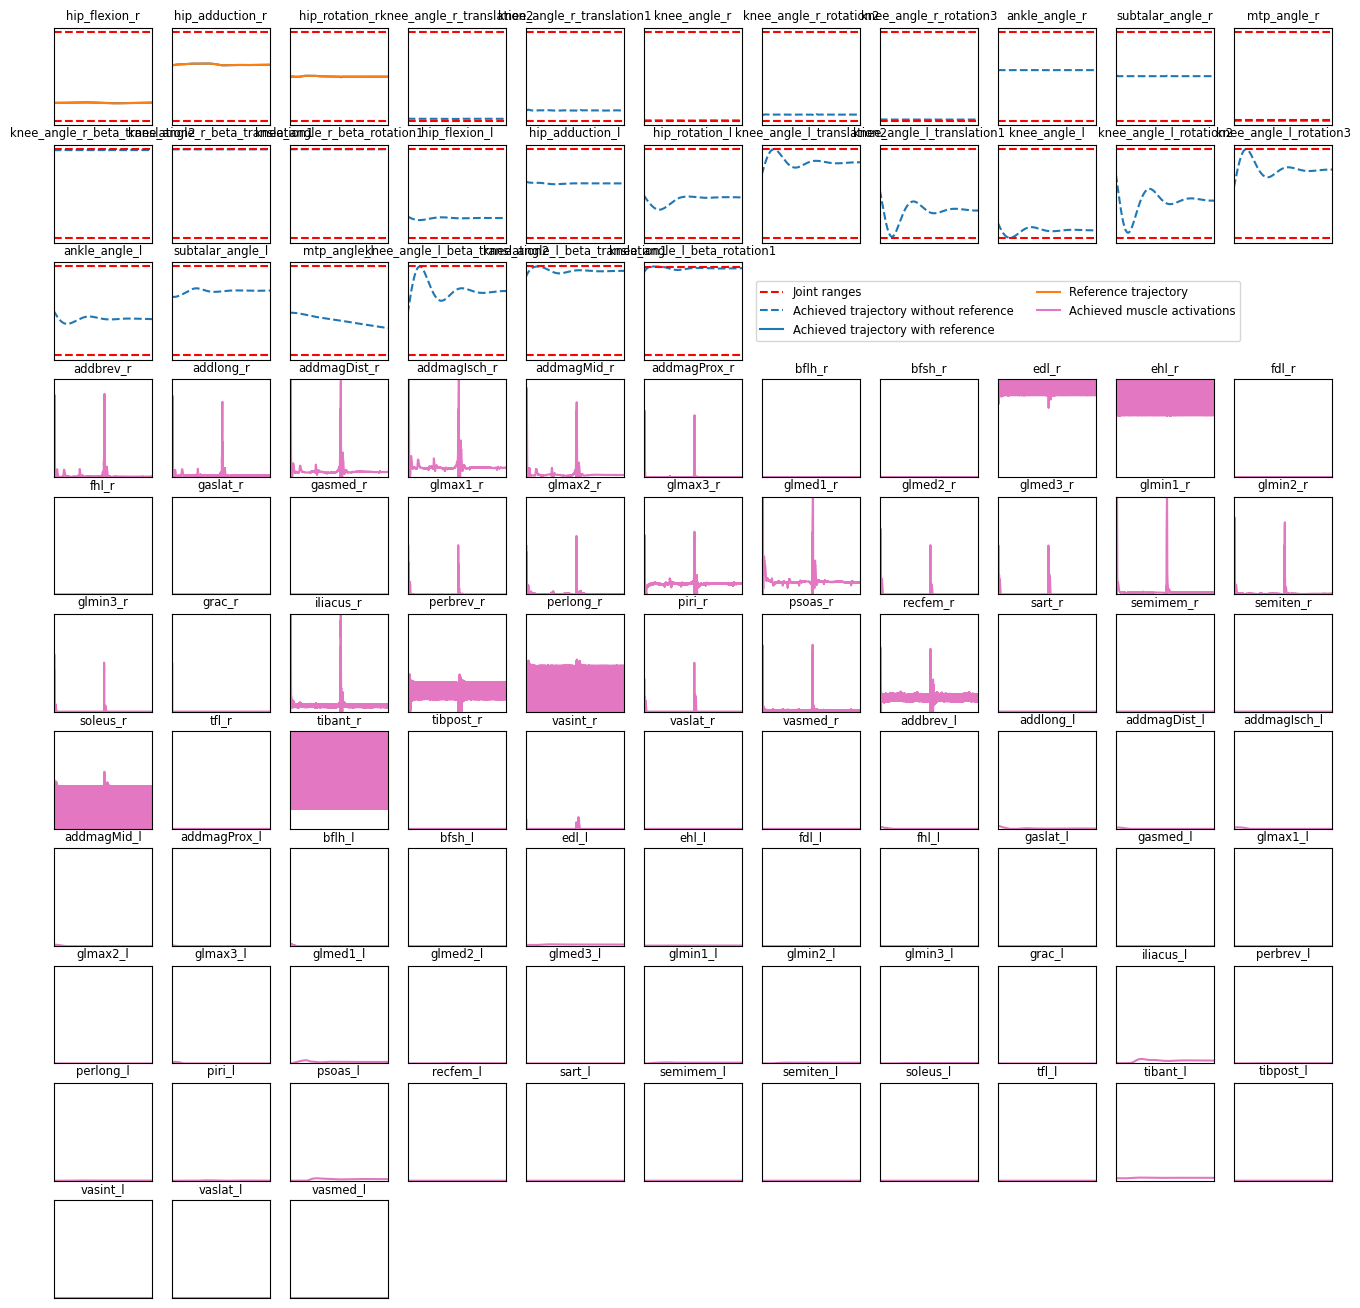 hip_flexion_r hip_adduction_r hip_rotation_r knee_angle_r_translation2 knee_angle_r_translation1 knee_angle_r knee_angle_r_rotation2 knee_angle_r_rotation3 ankle_angle_r subtalar_angle_r mtp_angle_r
knee_angle_r_beta_translation2 knee_angle_r_beta_translation1 knee_angle_r_beta_rotation1 hip_flexion_l hip_adduction_l hip_rotation_l knee_angle_l_translation2 knee_angle_l_translation1 knee_angle_l knee_angle_l_rotation2 knee_angle_l_rotation3
ankle_angle_l subtalar_angle_l mtp_angle_l knee_angle_l_beta_translation2 knee_angle_l_beta_translation1 knee_angle_l_beta_rotation1
Joint ranges
Achieved trajectory without reference
Achieved trajectory with reference
Reference trajectory
Achieved muscle activations
addbrev_r addlong_r addmagDist_r addmagIsch_r addmagMid_r addmagProx_r bflh_r bfsh_r edl_r ehl_r fdl_r
fhl_r gaslat_r gasmed_r glmax1_r glmax2_r glmax3_r glmed1_r glmed2_r glmed3_r glmin1_r glmin2_r
glmin3_r grac_r iliacus_r perbrev_r perlong_r piri_r psoas_r recfem_r sart_r semimem_r semiten_r
soleus_r tfl_r tibant_r tibpost_r vasint_r vaslat_r vasmed_r addbrev_l addlong_l addmagDist_l addmagIsch_l
addmagMid_l addmagProx_l bflh_l bfsh_l edl_l ehl_l fdl_l fhl_l gaslat_l gasmed_l glmax1_l
glmax2_l glmax3_l glmed1_l glmed2_l glmed3_l glmin1_l glmin2_l glmin3_l grac_l iliacus_l perbrev_l
perlong_l piri_l psoas_l recfem_l sart_l semimem_l semiten_l soleus_l tfl_l tibant_l tibpost_l
vasint_l vaslat_l vasmed_l